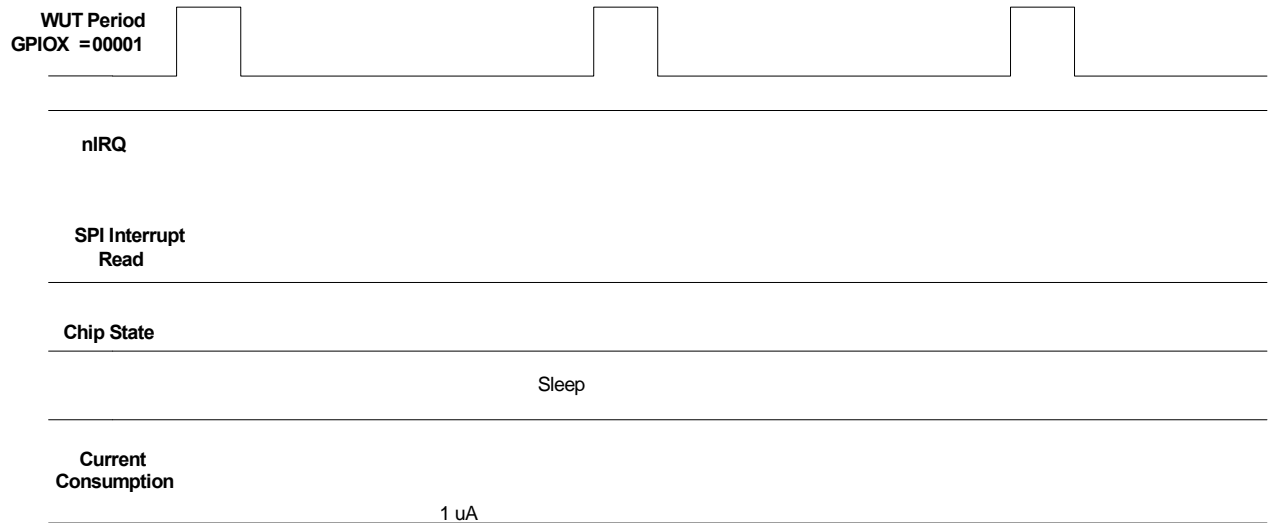 WUT Period
GPIOX =00001
nIRQ
SPI Interrupt
Read
Chip State
Sleep
Current
Consumption
1 uA